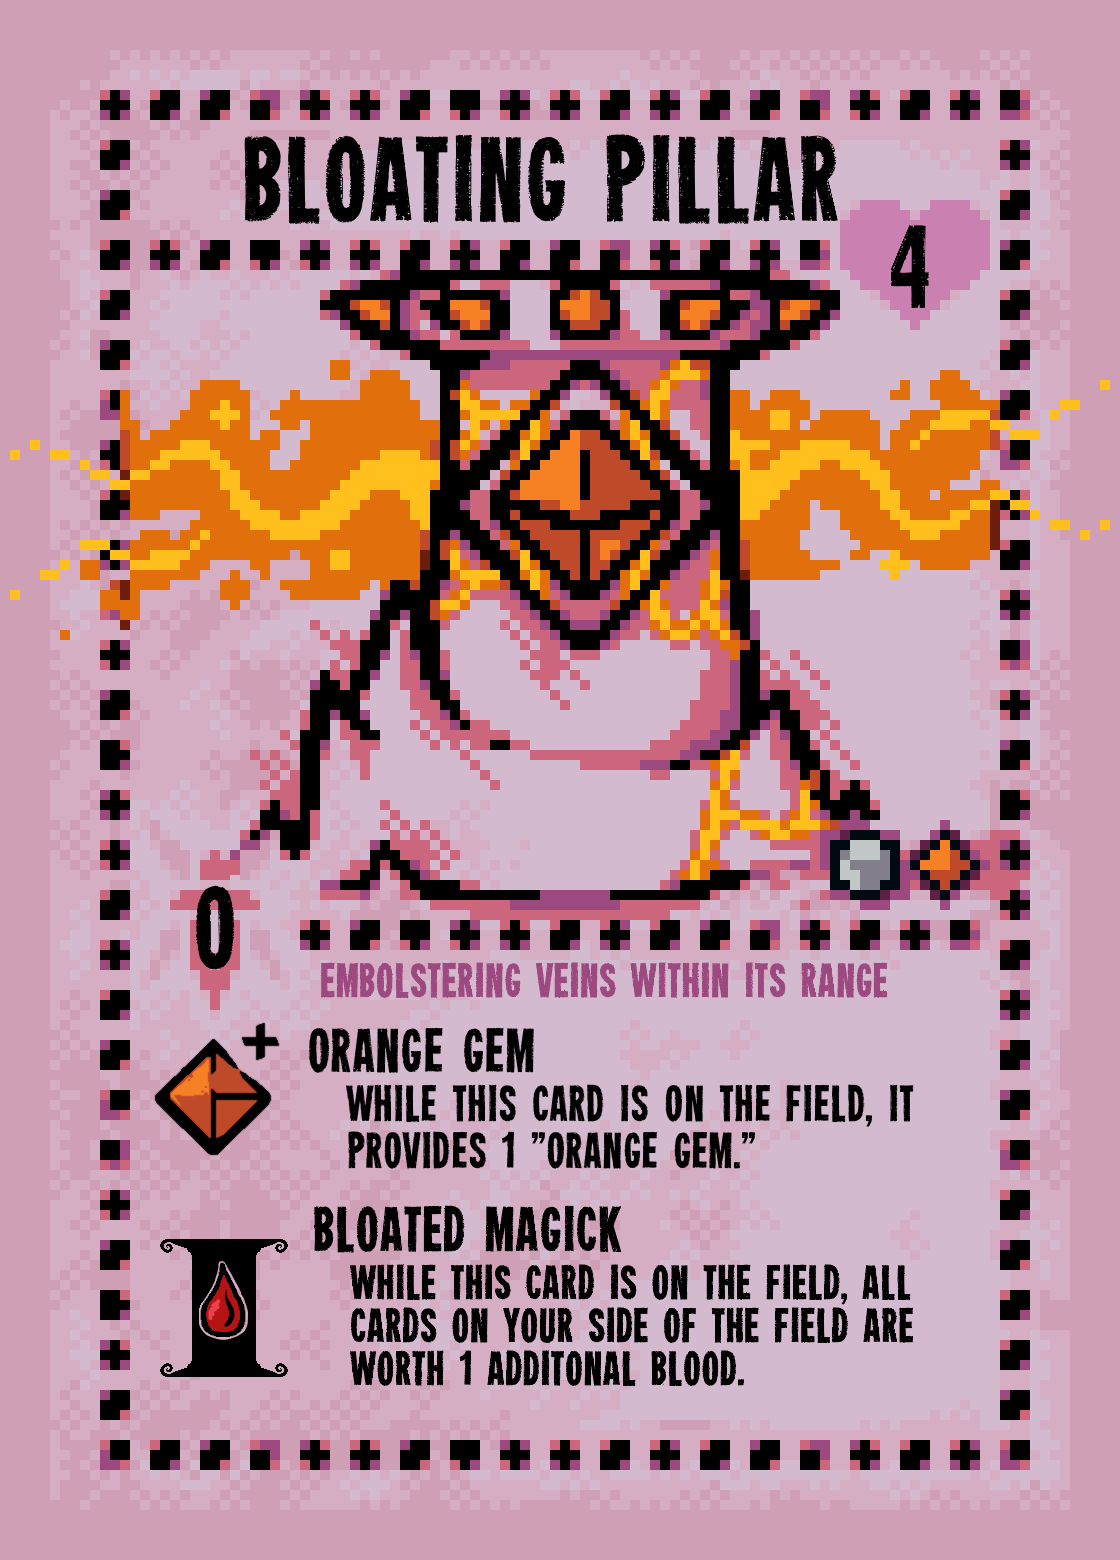 BLOATING PILLAR
4
0
EMBOLSTERING VEINS WITHIN ITS RANGE
+
ORANGE GEM
WHILE THIS CARD IS ON THE FIELD, IT
PROVIDES 1 "ORANGE GEM."
BLOATED MAGICK
WHILE THIS CARD IS ON THE FIELD, ALL
CARDS ON YOUR SIDE OF THE FIELD ARE
WORTH 1 ADDITONAL BLOOD.